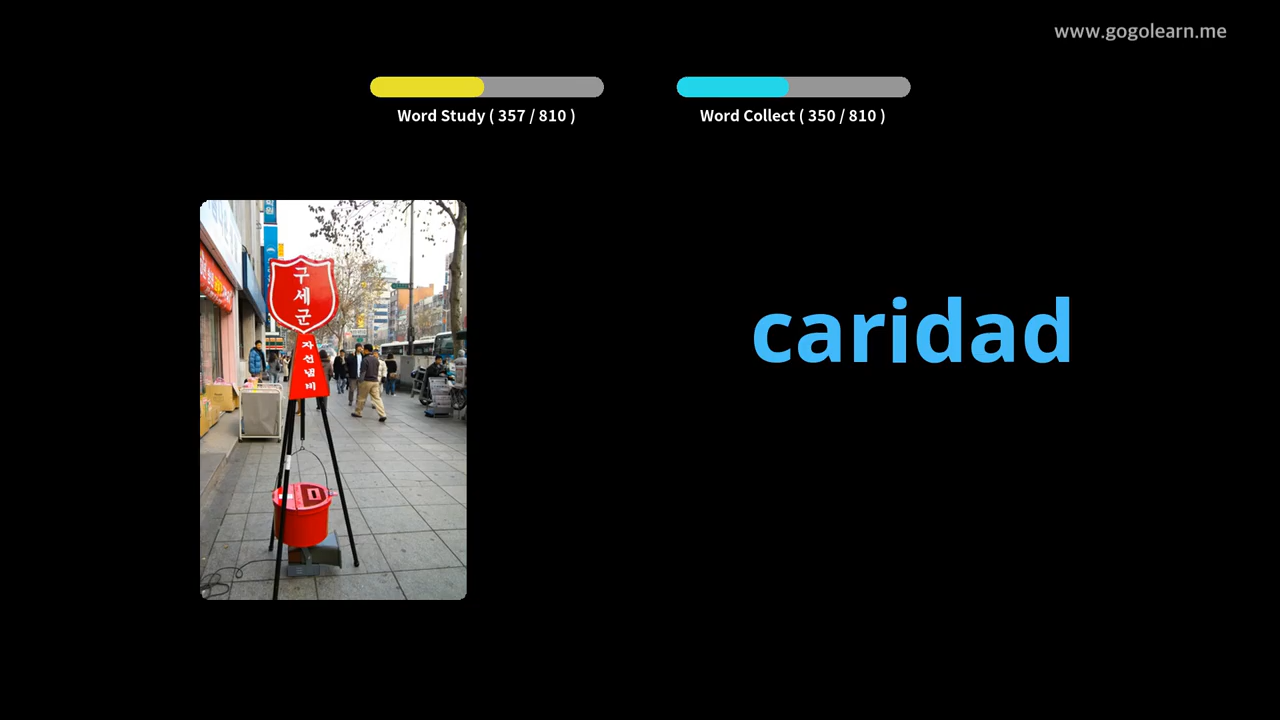 www.gogolearn.me
Word Study ( 357 / 810 )
Word Collect ( 350 / 810 )
구세군
자선냄비
caridad